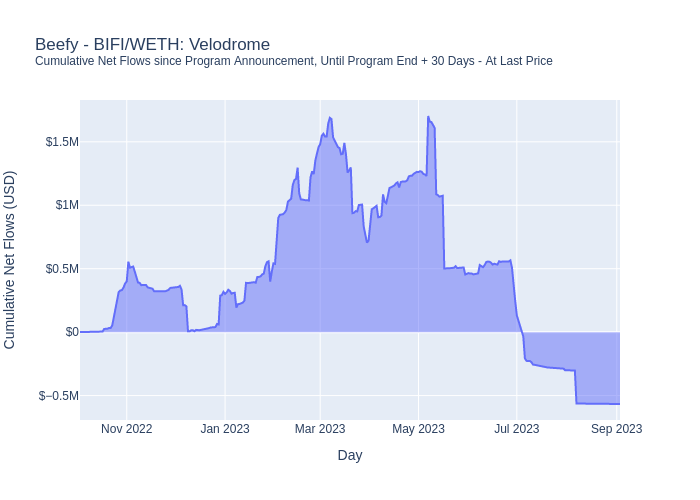 Beefy - BIFI/WETH: Velodrome
Cumulative Net Flows since Program Announcement, Until Program End + 30 Days - At Last Price
Cumulative Net Flows (USD)
$1.5M
$1M
$0.5M
$0
$−0.5M
Nov 2022
Jan 2023
Mar 2023
May 2023
Jul 2023
Sep 2023
Day